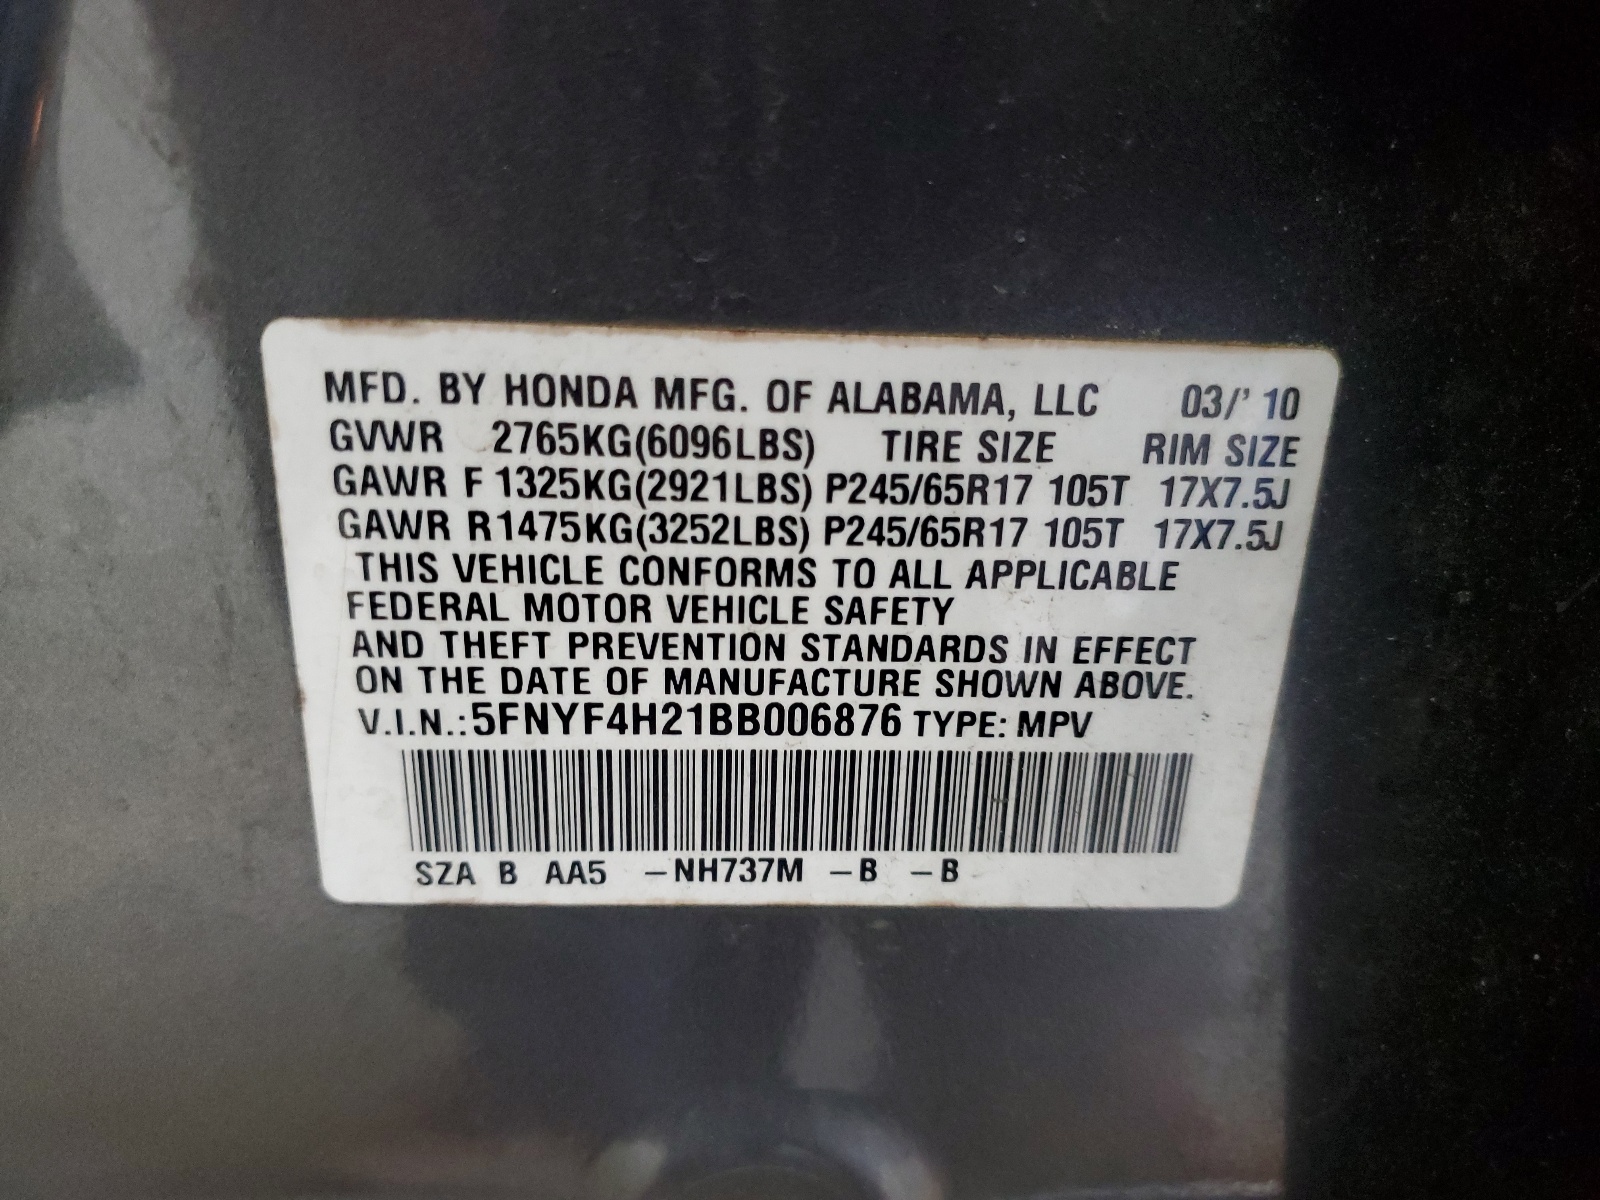 MFD. BY HONDA MFG. OF ALABAMA, LLC 03/' 10
GVWR 2765KG(6096LBS) TIRE SIZE RIM SIZE
GAWR F 1325KG(2921LBS) P245/65R17 105T 17X7.5J
GAWR R1475KG(3252LBS) P245/65R17 105T 17X7.5J
THIS VEHICLE CONFORMS TO ALL APPLICABLE
FEDERAL MOTOR VEHICLE SAFETY
AND THEFT PREVENTION STANDARDS IN EFFECT
ON THE DATE OF MANUFACTURE SHOWN ABOVE.
V.I.N.:5FNYF4H21BB006876 TYPE: MPV
SZA B AA5 -NH737M -B -B